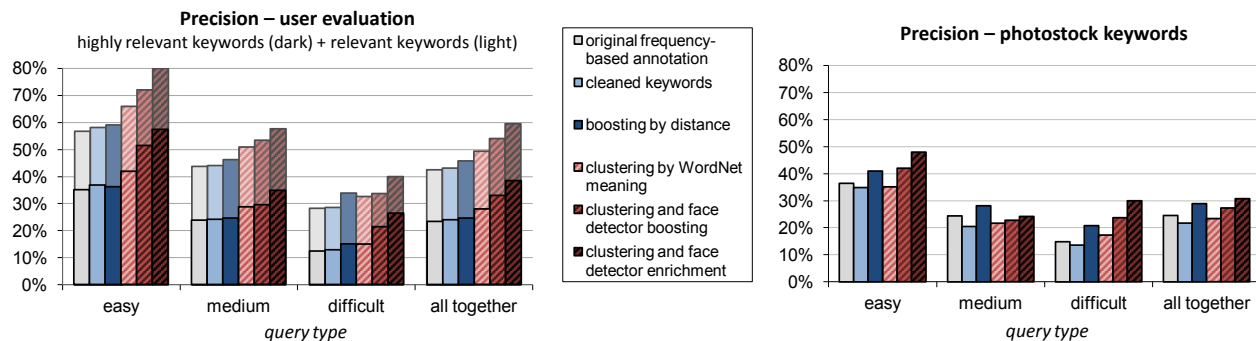 Precision – user evaluation
highly relevant keywords (dark) + relevant keywords (light)
80%
70%
60%
50%
40%
30%
20%
10%
0%
easy
medium
difficult
all together
query type
original frequency-
based annotation
cleaned keywords
boosting by distance
clustering by WordNet
meaning
clustering and face
detector boosting
clustering and face
detector enrichment
Precision – photostock keywords
80%
70%
60%
50%
40%
30%
20%
10%
0%
easy
medium
difficult
all together
query type